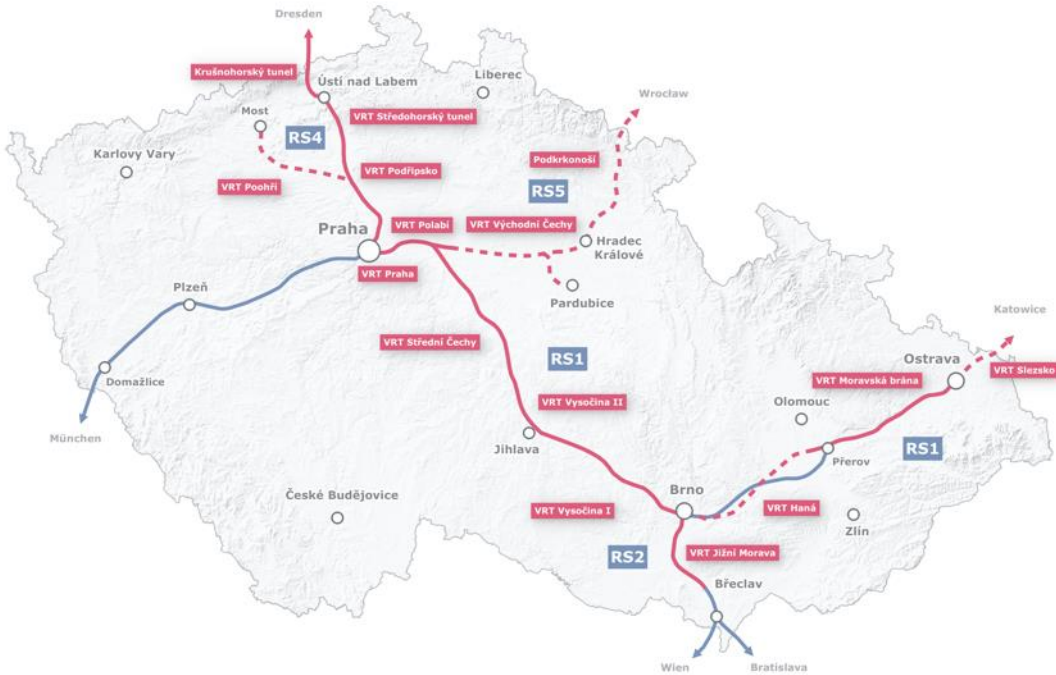 Dresden
Krušnohorský tunel
Ústí nad Labem
Liberec
Wrocław
Most
VRT Středohorský tunel
RS4
Karlovy Vary
VRT Podřipsko
Podkrkonoší
VRT Poohří
RS5
Praha
VRT Polabí
VRT Východní Čechy
Hradec
Králové
VRT Praha
Plzeň
Pardubice
Katowice
VRT Střední Čechy
RS1
Ostrava
Domažlice
VRT Slezsko
VRT Moravská brána
VRT Vysočina II
Olomouc
München
Jihlava
RS1
Přerov
České Budějovice
Brno
VRT Vysočina I
VRT Haná
Zlín
RS2
VRT Jižní Morava
Břeclav
Wien
Bratislava